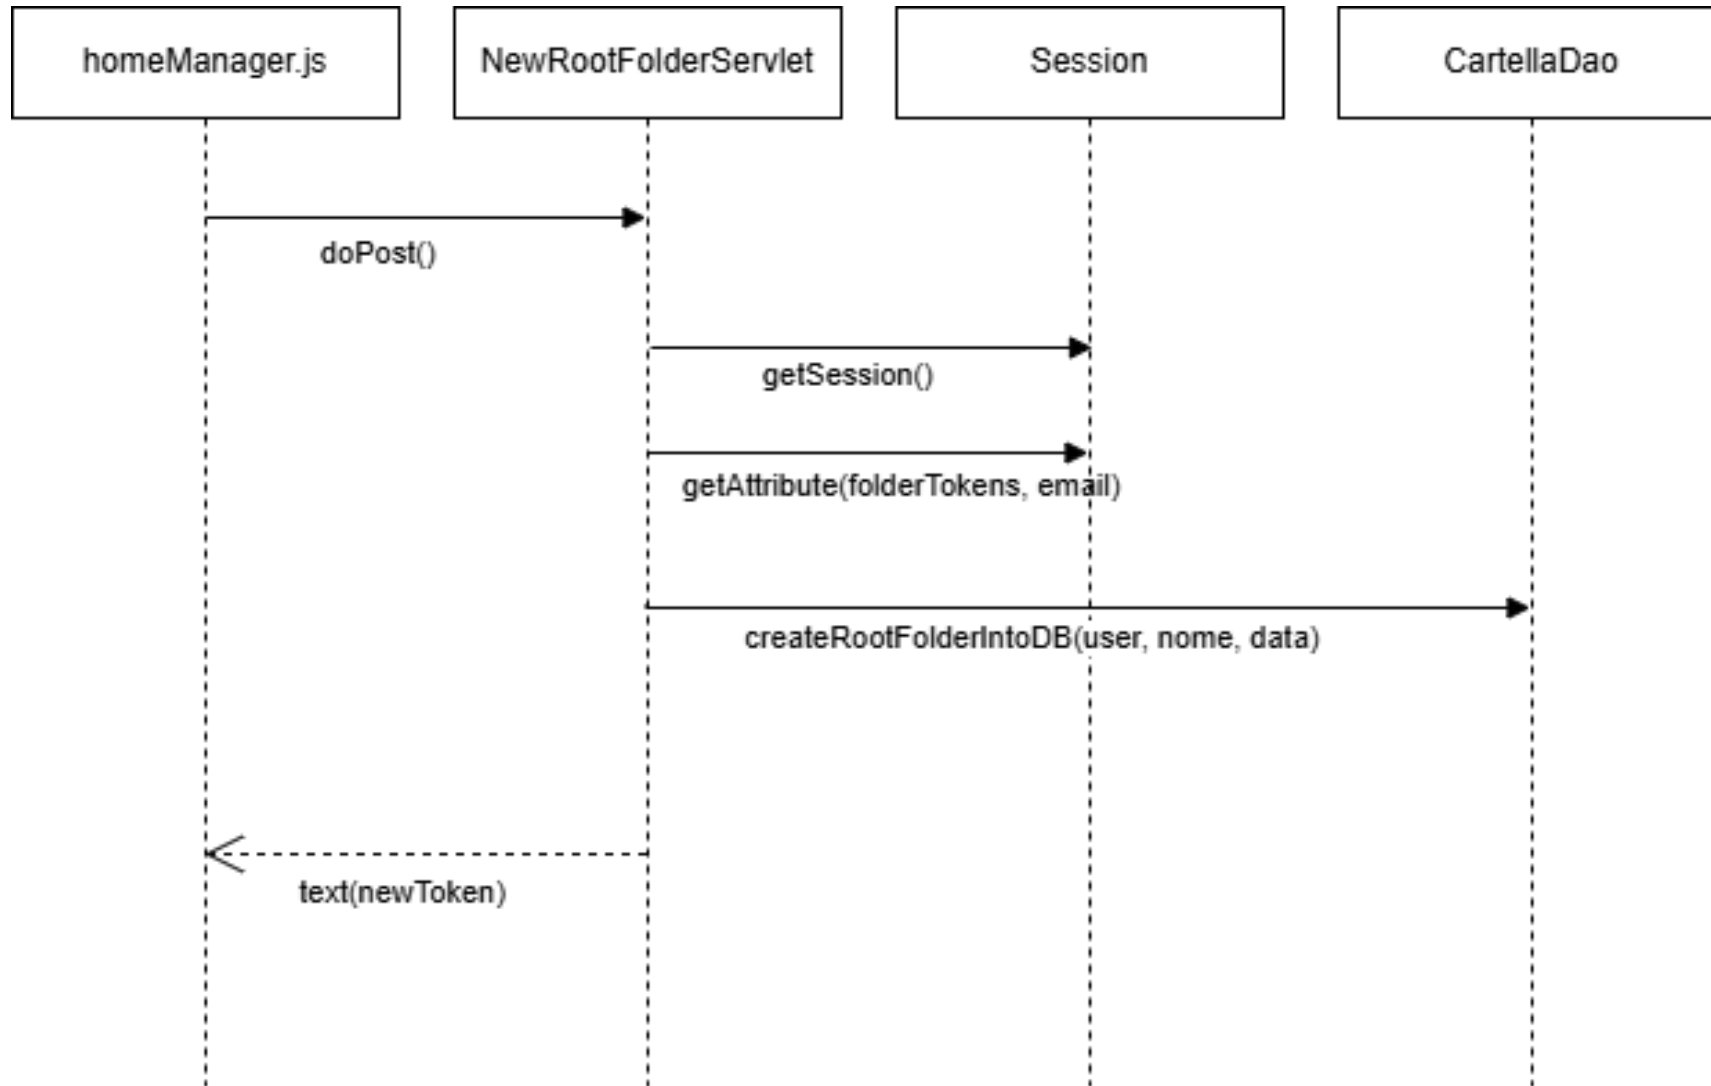 homeManager.js
NewRootFolderServlet
Session
CartellaDao
doPost()
getSession()
getAttribute(folderTokens, email)
createRootFolderIntoDB(user, nome, data)
text(newToken)